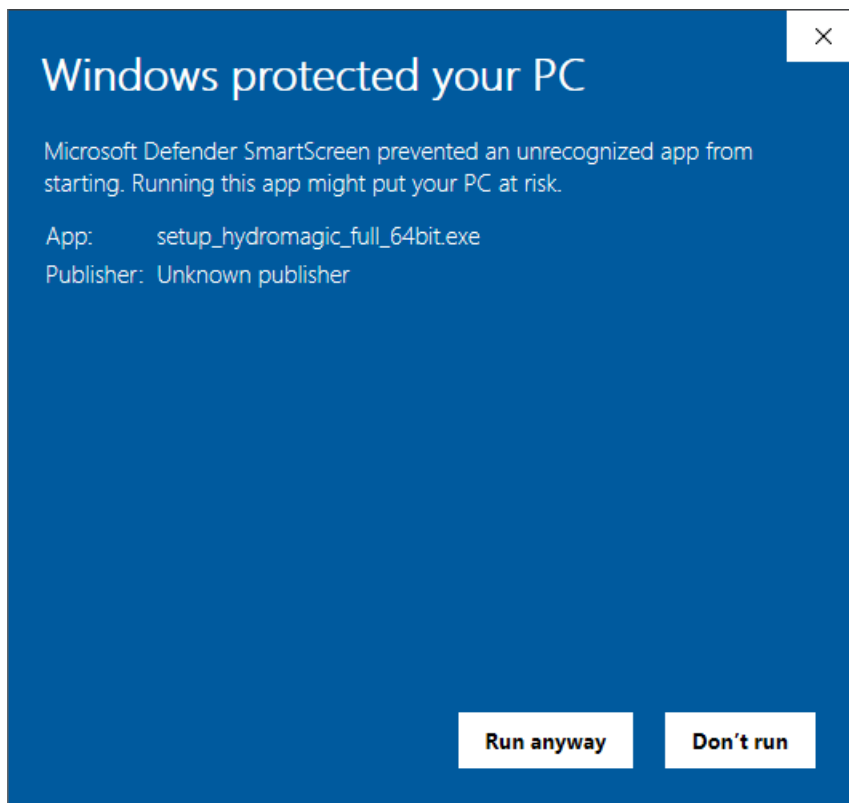 Windows protected your PC
Microsoft Defender SmartScreen prevented an unrecognized app from
starting. Running this app might put your PC at risk.
App: setup_hydromagic_full_64bit.exe
Publisher: Unknown publisher
Run anyway Don’t run